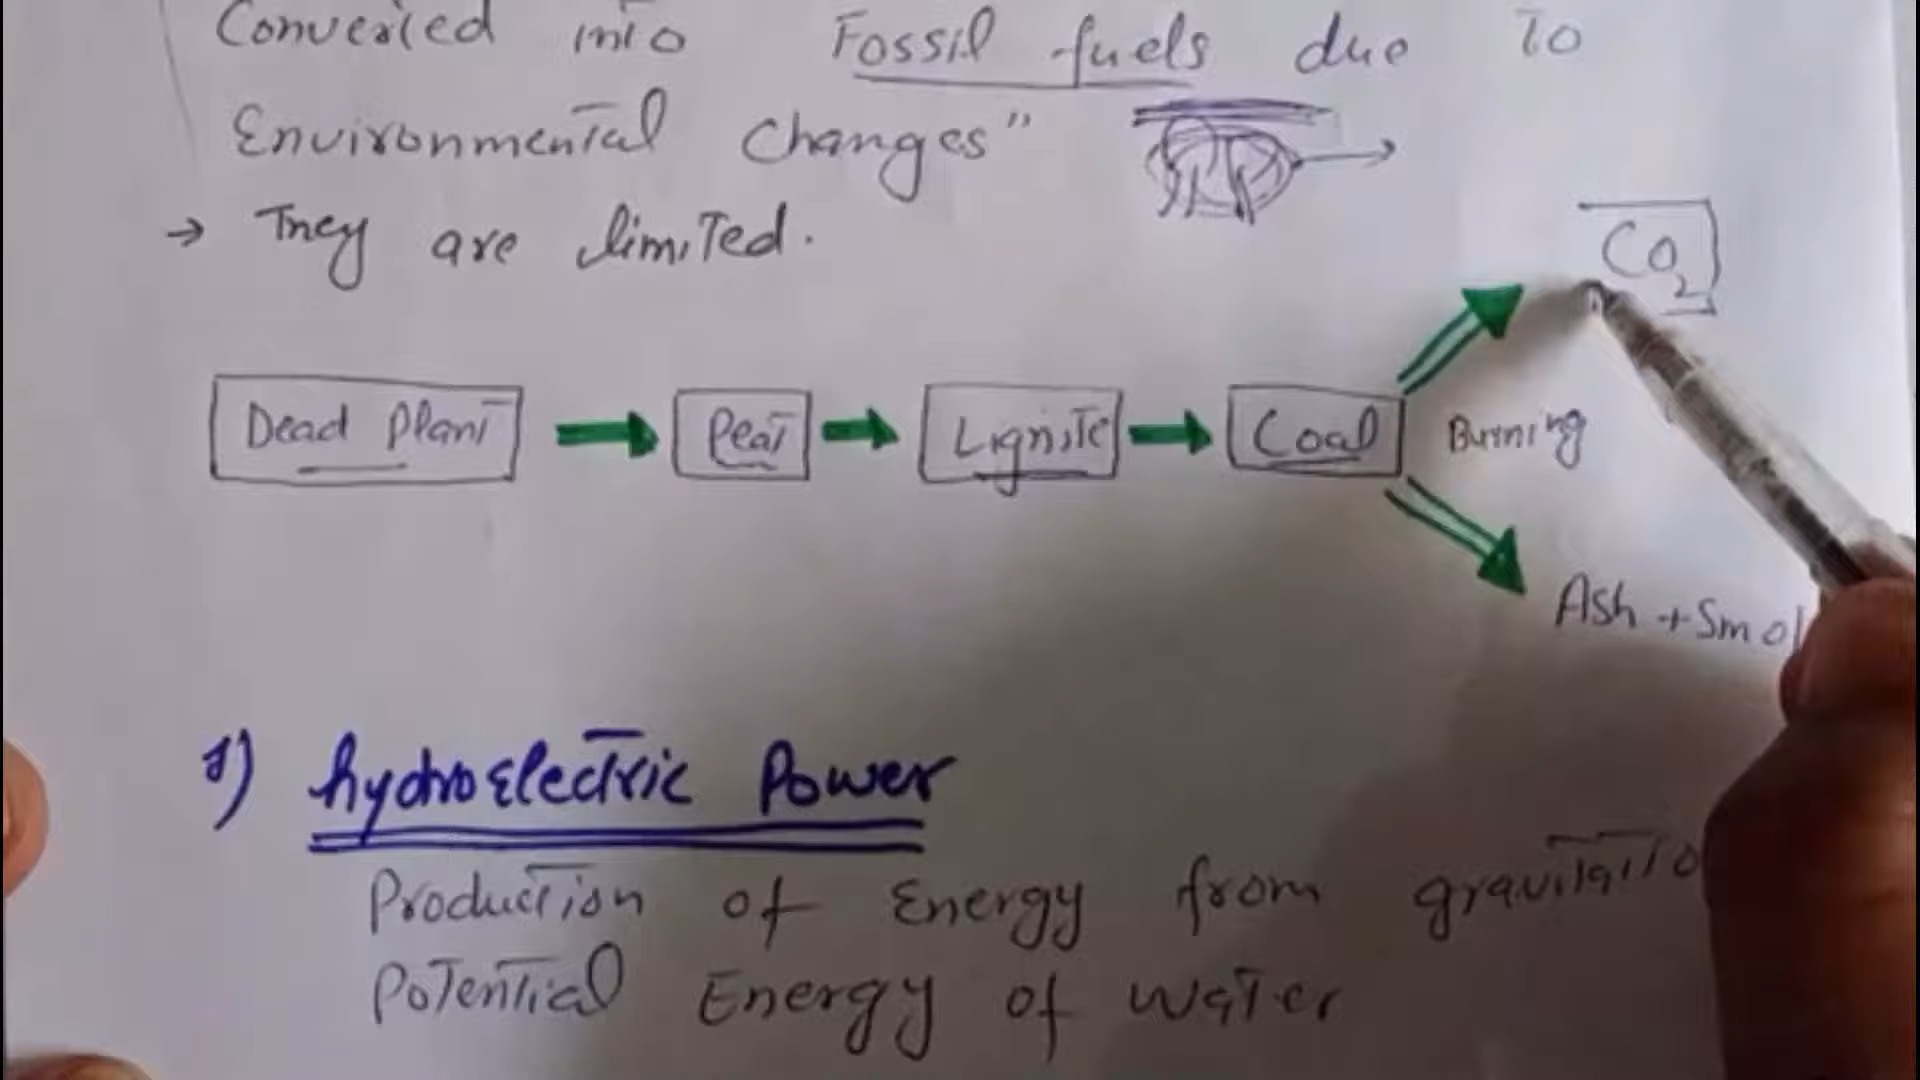 Converted into Fossil fuels due To
Environmental Changes"
→ They are limited.
CO2
Dead Plant → Peat → Lignite → Coal Burning
Ash + Smo
1) hydroelectric Power
Production of Energy from gravitatio
Potential Energy of water